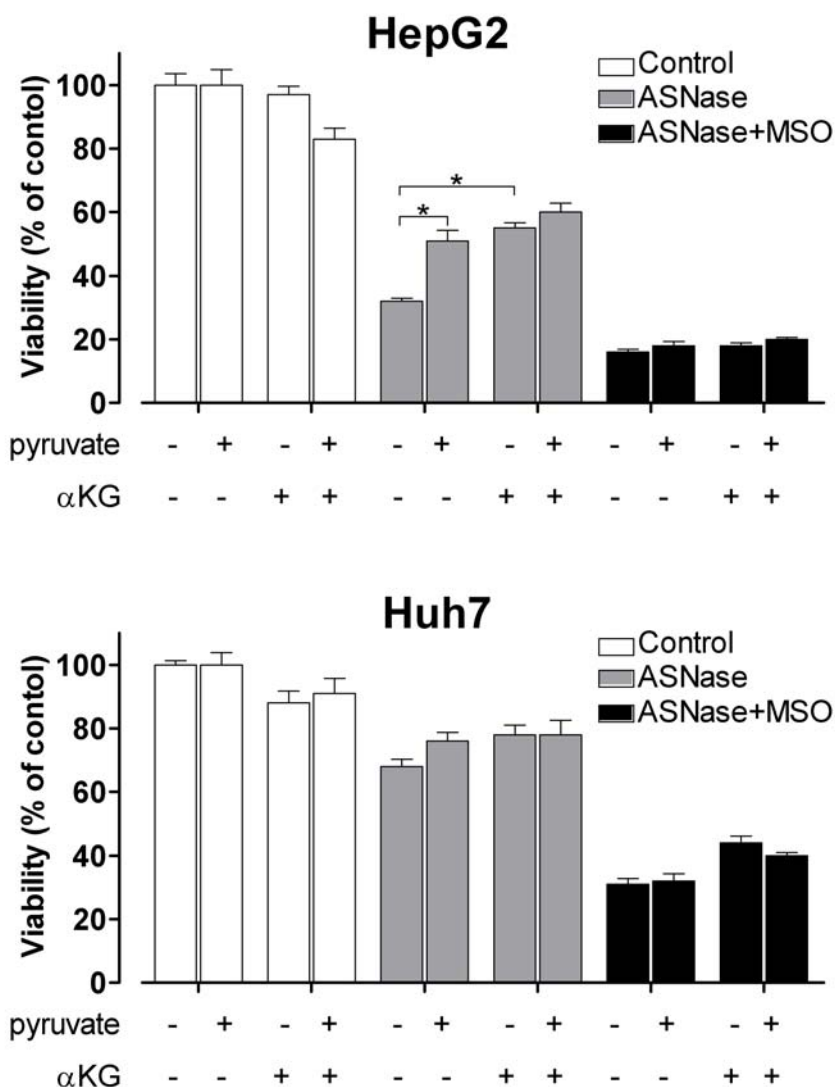 HepG2
Control
ASNase
ASNase+MSO
Viability (% of contol)
100
80
60
40
20
0
*
*
pyruvate - + - + - + - + - + - +
αKG - - + + - - + + - - + +
Huh7
Control
ASNase
ASNase+MSO
Viability (% of contol)
100
80
60
40
20
0
pyruvate - + - + - + - + - + - +
αKG - - + + - - + + - - + +